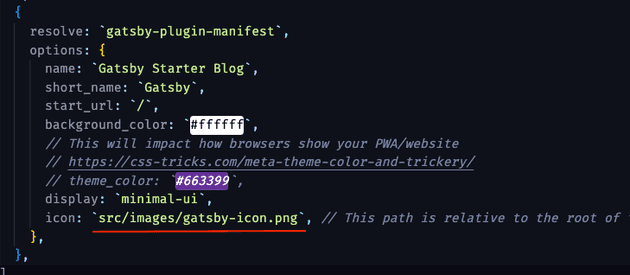 {
resolve: `gatsby-plugin-manifest`,
options: {
name: `Gatsby Starter Blog`,
short_name: `Gatsby`,
start_url: `/`,
background_color: `#ffffff`,
// This will impact how browsers show your PWA/website
// https://css-tricks.com/meta-theme-color-and-trickery/
// theme_color: `#663399`,
display: `minimal-ui`,
icon: `src/images/gatsby-icon.png`, // This path is relative to the root of
},
},
]